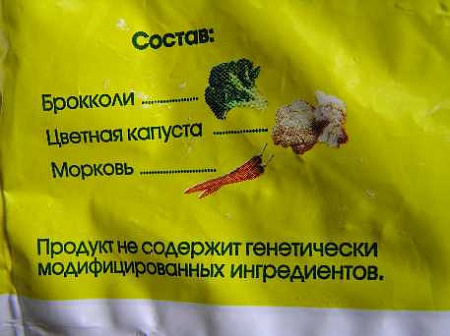 Состав:
Брокколи ..............
Цветная капуста ..............
Морковь ..................
Продукт не содержит генетически
модифицированных ингредиентов.